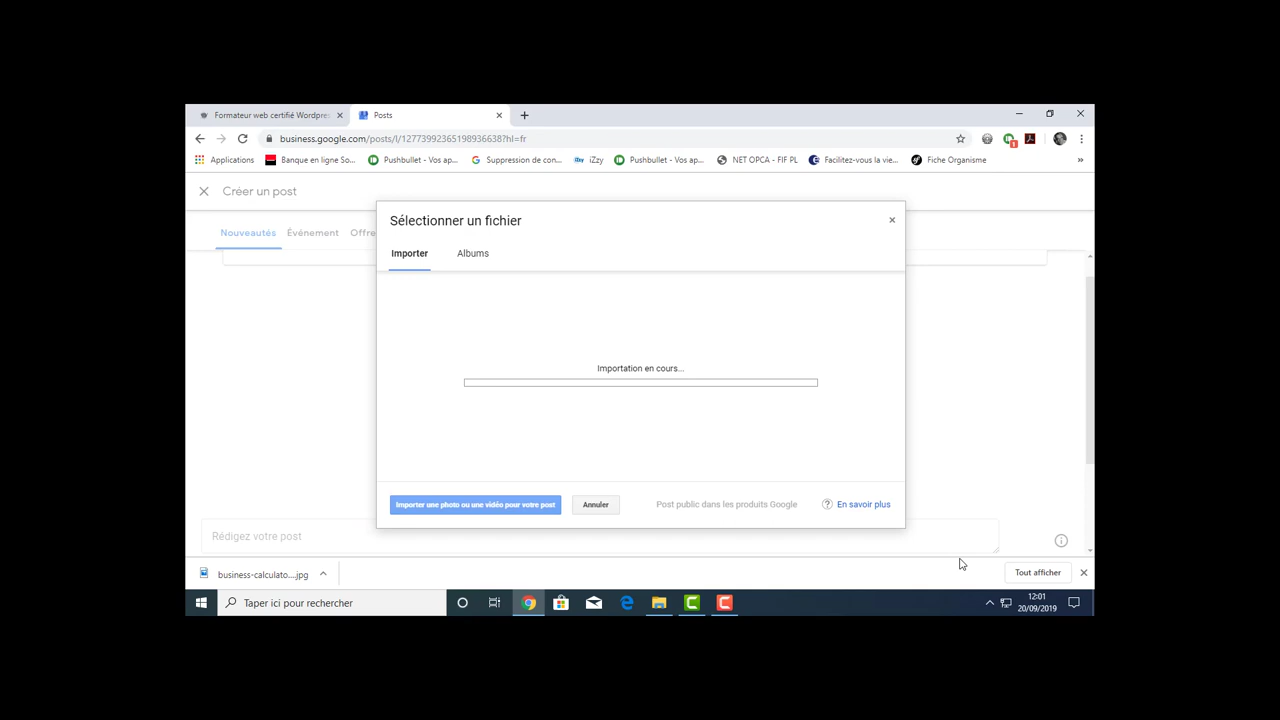 Formateur web certifié Wordpre
Posts
business.google.com/posts/l/12773992365198936638?hl=fr
Applications
Banque en ligne So...
Pushbullet - Vos ap...
Suppression de con...
iZzy
Pushbullet - Vos ap...
NET OPCA - FIF PL
Facilitez-vous la vie...
Fiche Organisme
»
Créer un post
Nouveautés
Événement
Offre
Sélectionner un fichier
Importer
Albums
Importation en cours...
Importer une photo ou une vidéo pour votre post
Annuler
Post public dans les produits Google
En savoir plus
Rédigez votre post
business-calculato....jpg
Tout afficher
Taper ici pour rechercher
12:01
20/09/2019